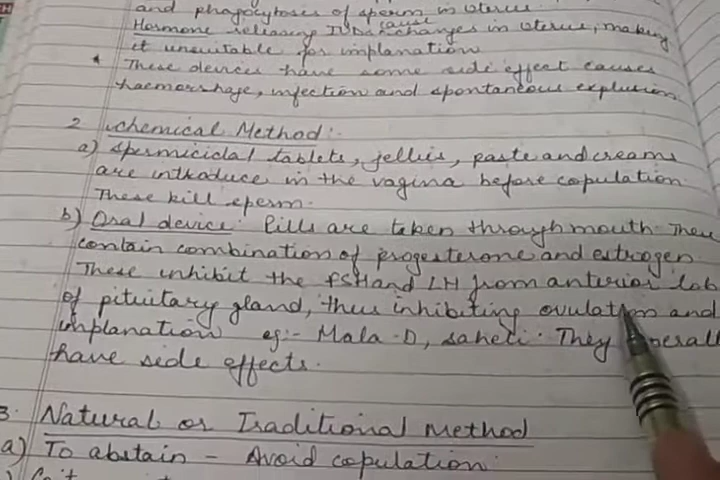 and phagocytosis of sperm in uterus.
Hormone releasing IUDs cause changes in uterus, making
it unsuitable for implanation
* These devices have some side effect causes
haemorrhage, infection and spontaneous explusion
2. chemical Method:-
a) Spermicidal tablets, jellies, paste and creams
are introduce in the vagina before copulation.
These kill sperm.
b) Oral device: Pills are taken through mouth. These
contain combination of progesterone and estrogen
These inhibit the FSH and LH from anterior lob
of pituitary gland, thus inhibiting ovulation and
implanation eg:- Mala-D, Saheli. They
have side effects.
3. Natural or Traditional Method
a) To abstain - Avoid copulation.